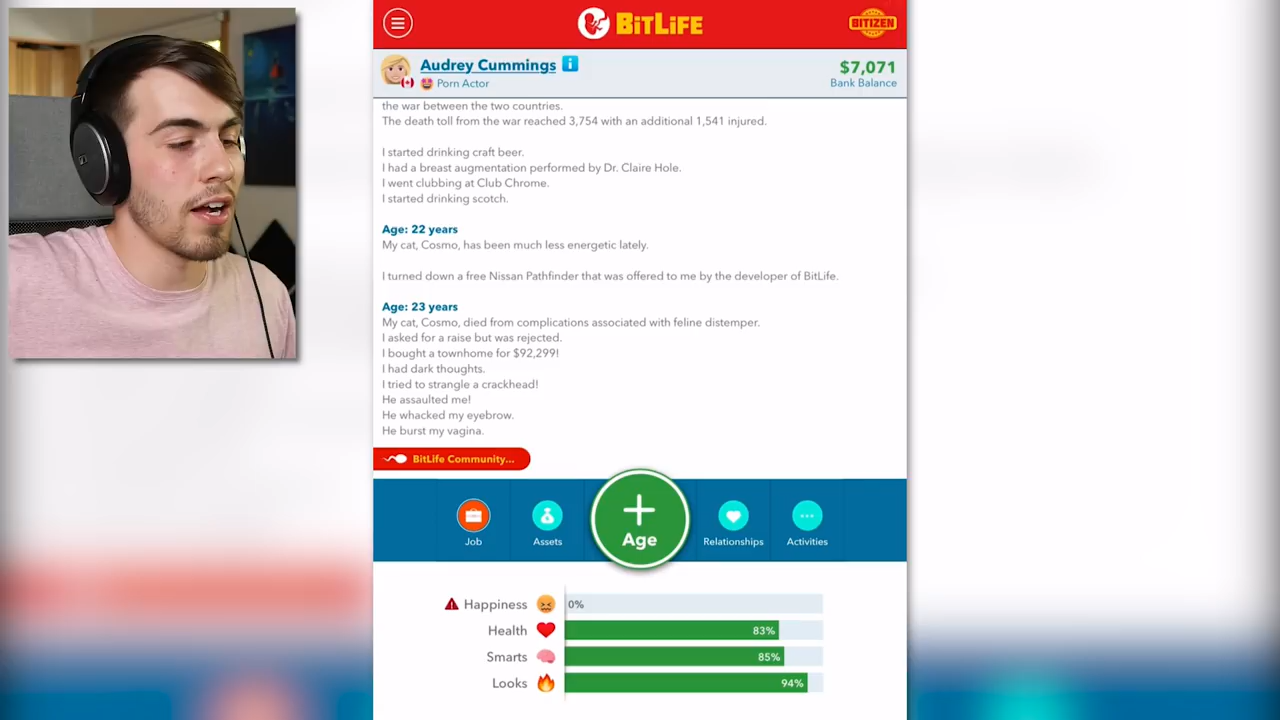 BitLife
BITIZEN
Audrey Cummings i
$7,071
Porn Actor
Bank Balance
the war between the two countries.
The death toll from the war reached 3,754 with an additional 1,541 injured.
I started drinking craft beer.
I had a breast augmentation performed by Dr. Claire Hole.
I went clubbing at Club Chrome.
I started drinking scotch.
Age: 22 years
My cat, Cosmo, has been much less energetic lately.
I turned down a free Nissan Pathfinder that was offered to me by the developer of BitLife.
Age: 23 years
My cat, Cosmo, died from complications associated with feline distemper.
I asked for a raise but was rejected.
I bought a townhome for $92,299!
I had dark thoughts.
I tried to strangle a crackhead!
He assaulted me!
He whacked my eyebrow.
He burst my vagina.
BitLife Community...
Job
Assets
+ Age
Relationships
Activities
Happiness 0%
Health 83%
Smarts 85%
Looks 94%